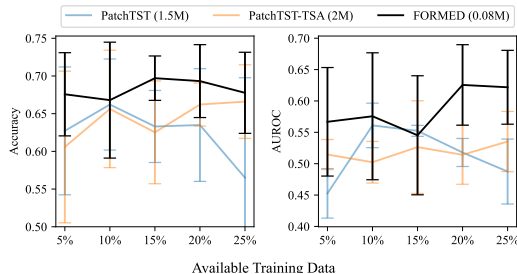 PatchTST (1.5M) PatchTST-TSA (2M) FORMED (0.08M)
0.75
0.70
0.65
0.60
0.55
0.50
Accuracy
5% 10% 15% 20% 25%
0.70
0.65
0.60
0.55
0.50
0.45
0.40
AUROC
5% 10% 15% 20% 25%
Available Training Data